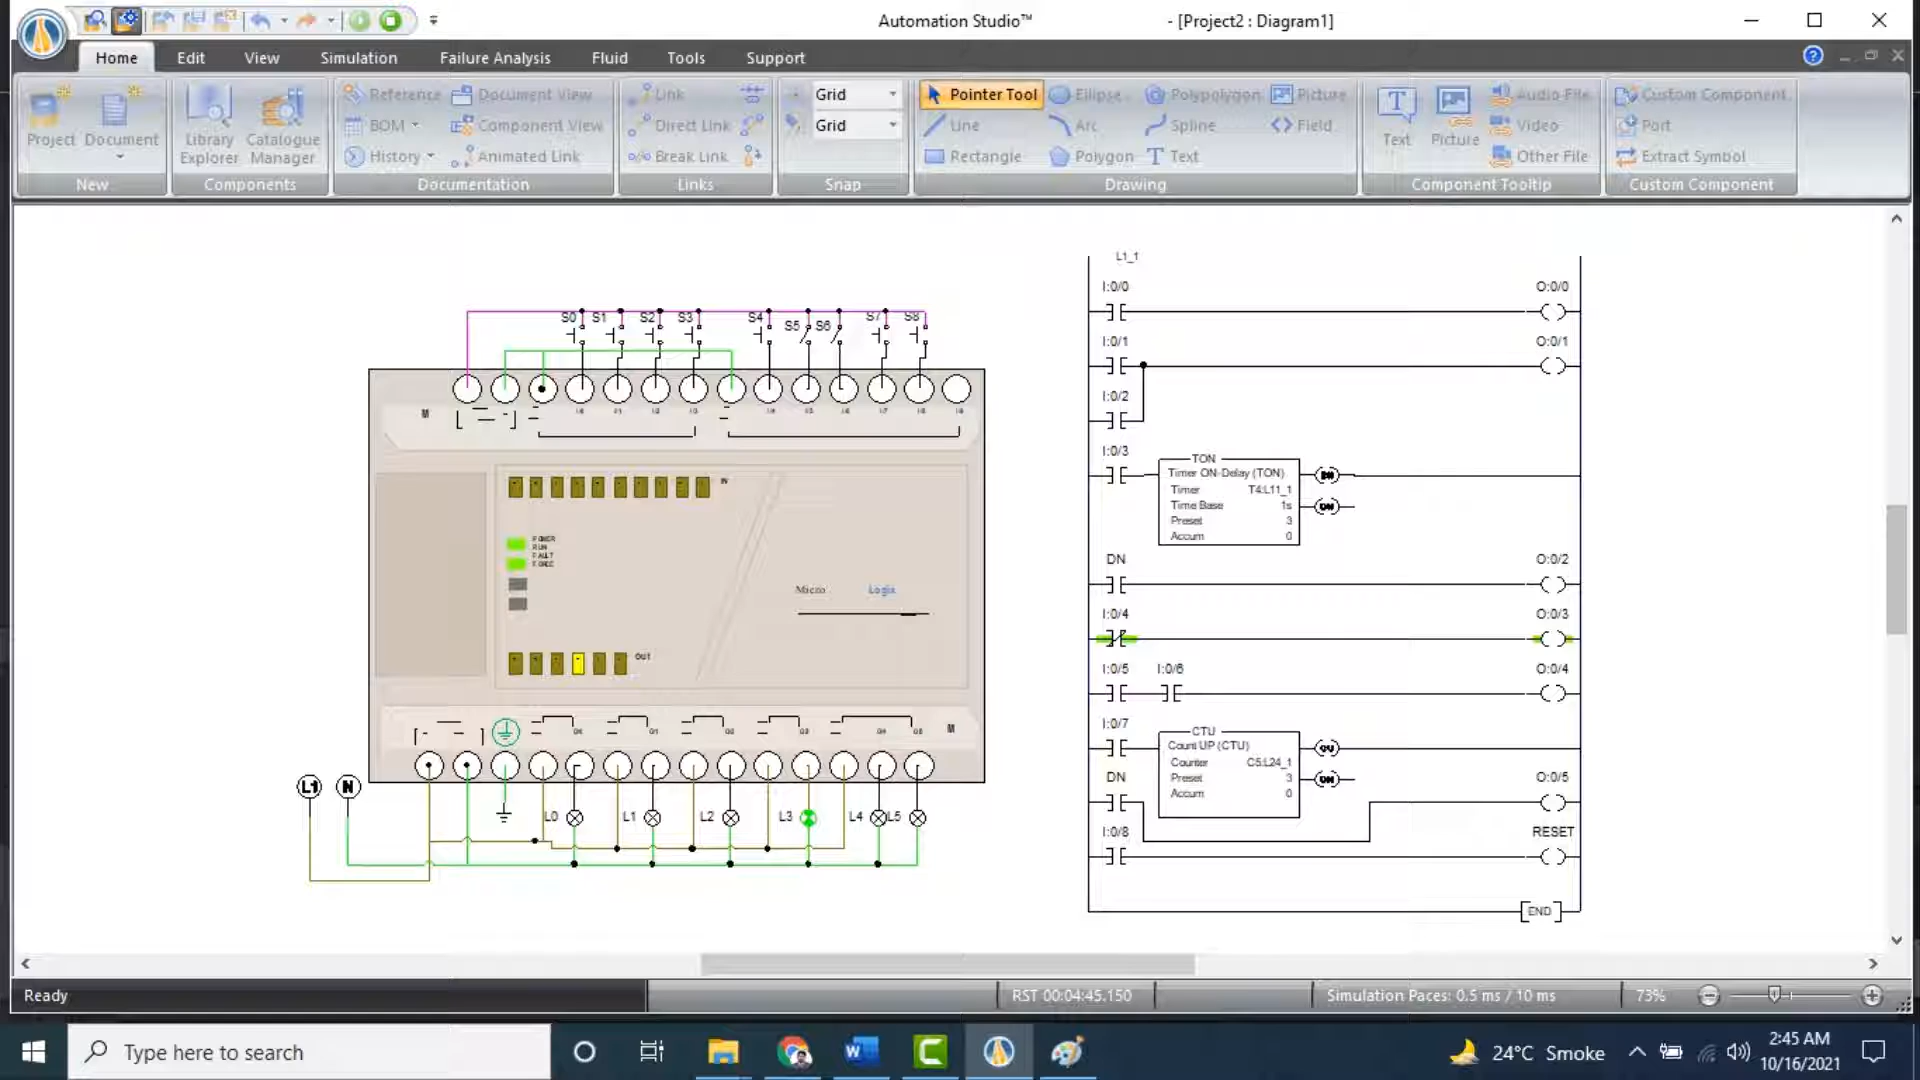 Automation Studio™ - [Project2 : Diagram1]
Home Edit View Simulation Failure Analysis Fluid Tools Support
Project Document
New
Library Explorer
Catalogue Manager
Components
Reference Document View
BOM Component View
History Animated Link
Documentation
Link
Direct Link
Break Link
Links
Grid
Grid
Snap
Pointer Tool Ellipse Polypolygon Picture
Line Arc Spline Field
Rectangle Polygon Text
Drawing
Text Picture
Audio File
Video
Other File
Component Tooltip
Custom Component
Port
Extract Symbol
Custom Component
S0 S1 S2 S3 S4 S5 S6 S7 S8
M
IN
POWER
RUN
FAULT
FORCE
Micro Logix
OUT
M
L1 N
L0 L1 L2 L3 L4 L5
L1_1
I:0/0 O:0/0
I:0/1 O:0/1
I:0/2
I:0/3
TON
Timer ON-Delay (TON)
Timer T4:L11_1
Time Base 1s
Preset 3
Accum 0
DN O:0/2
I:0/4 O:0/3
I:0/5 I:0/6 O:0/4
I:0/7
CTU
Count UP (CTU)
Counter C5:L24_1
Preset 3
Accum 0
DN O:0/5
I:0/8 RESET
END
Ready RST 00:04:45.150 Simulation Paces: 0.5 ms / 10 ms 73%
Type here to search
24°C Smoke
2:45 AM
10/16/2021